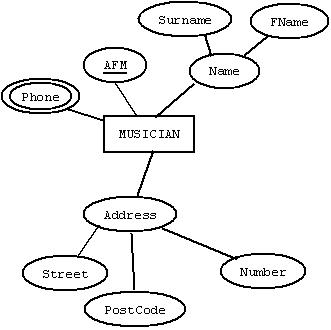 Surname
FName
AFM
Name
Phone
MUSICIAN
Address
Street
Number
PostCode